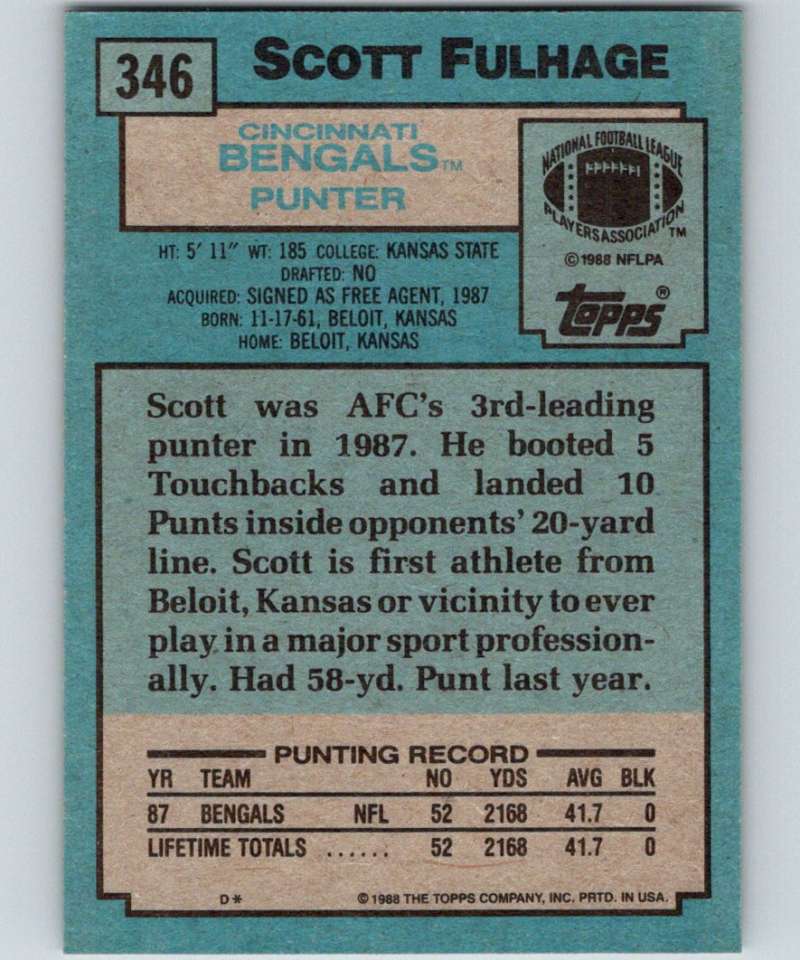 346
SCOTT FULHAGE
CINCINNATI
BENGALS™
PUNTER
NATIONAL FOOTBALL LEAGUE
PLAYERS ASSOCIATION™
©1988 NFLPA
Topps®
HT: 5' 11" WT: 185 COLLEGE: KANSAS STATE
DRAFTED: NO
ACQUIRED: SIGNED AS FREE AGENT, 1987
BORN: 11-17-61, BELOIT, KANSAS
HOME: BELOIT, KANSAS
Scott was AFC's 3rd-leading
punter in 1987. He booted 5
Touchbacks and landed 10
Punts inside opponents' 20-yard
line. Scott is first athlete from
Beloit, Kansas or vicinity to ever
play in a major sport profession-
ally. Had 58-yd. Punt last year.
PUNTING RECORD
YR TEAM NO YDS AVG BLK
87 BENGALS NFL 52 2168 41.7 0
LIFETIME TOTALS ...... 52 2168 41.7 0
D* ©1988 THE TOPPS COMPANY, INC. PRTD. IN USA.